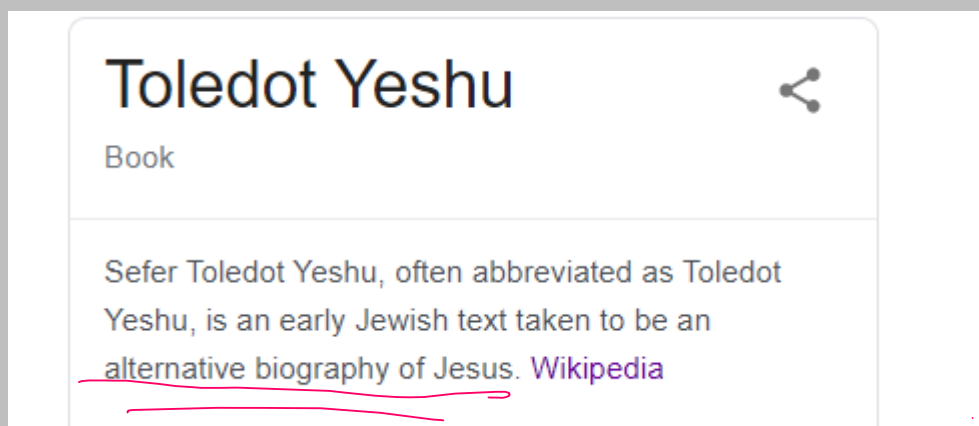 Toledot Yeshu
Book
Sefer Toledot Yeshu, often abbreviated as Toledot
Yeshu, is an early Jewish text taken to be an
alternative biography of Jesus. Wikipedia